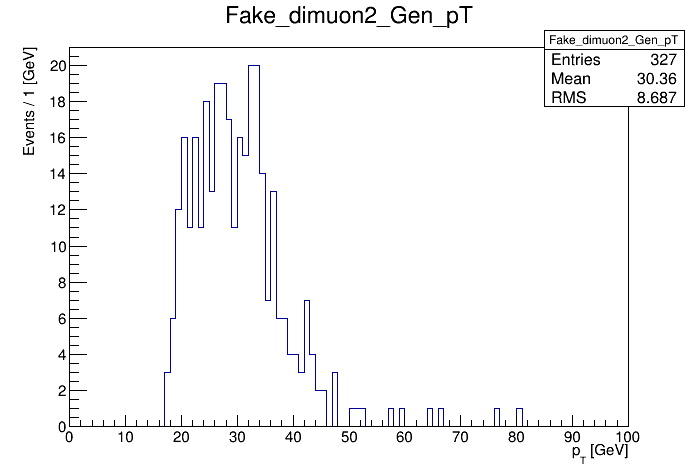 Fake_dimuon2_Gen_pT
Fake_dimuon2_Gen_pT
Entries 327
Mean 30.36
RMS 8.687
Events / 1 [GeV]
20
18
16
14
12
10
8
6
4
2
0
0 10 20 30 40 50 60 70 80 90 100
p_T [GeV]